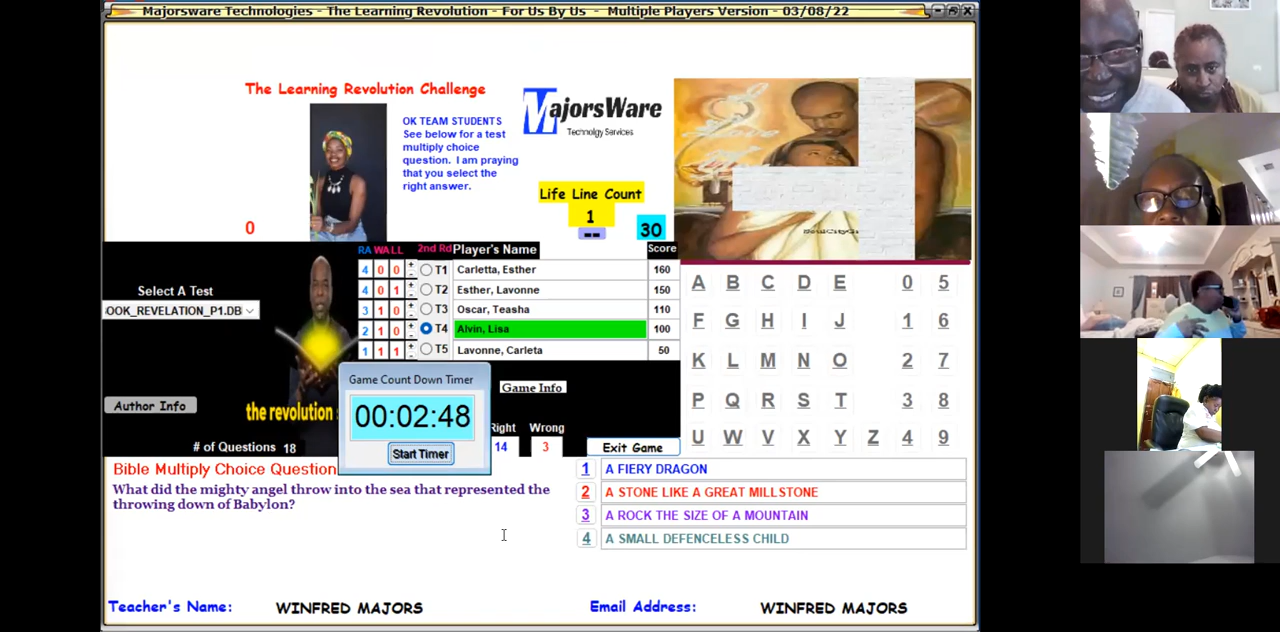 Majorsware Technologies - The Learning Revolution - For Us By Us - Multiple Players Version - 03/08/22
The Learning Revolution Challenge
OK TEAM STUDENTS
See below for a test
multiply choice
question. I am praying
that you select the
right answer.
MajorsWare
Technolgy Services
Life Line Count
1
--
30
0
RA WALL 2nd Rd Player's Name Score
4 0 0 + - T1 Carletta, Esther 160
4 0 1 + - T2 Esther, Lavonne 150
3 1 0 + - T3 Oscar, Teasha 110
2 1 0 + - T4 Alvin, Lisa 100
1 1 1 + - T5 Lavonne, Carleta 50
Select A Test
OOK_REVELATION_P1.DB
Author Info
the revolution
# of Questions 18
Game Count Down Timer
00:02:48
Start Timer
Game Info
Right Wrong
14 3
Exit Game
A B C D E 0 5
F G H I J 1 6
K L M N O 2 7
P Q R S T 3 8
U W V X Y Z 4 9
Bible Multiply Choice Question
What did the mighty angel throw into the sea that represented the
throwing down of Babylon?
1 A FIERY DRAGON
2 A STONE LIKE A GREAT MILLSTONE
3 A ROCK THE SIZE OF A MOUNTAIN
4 A SMALL DEFENCELESS CHILD
Teacher's Name: WINFRED MAJORS
Email Address: WINFRED MAJORS